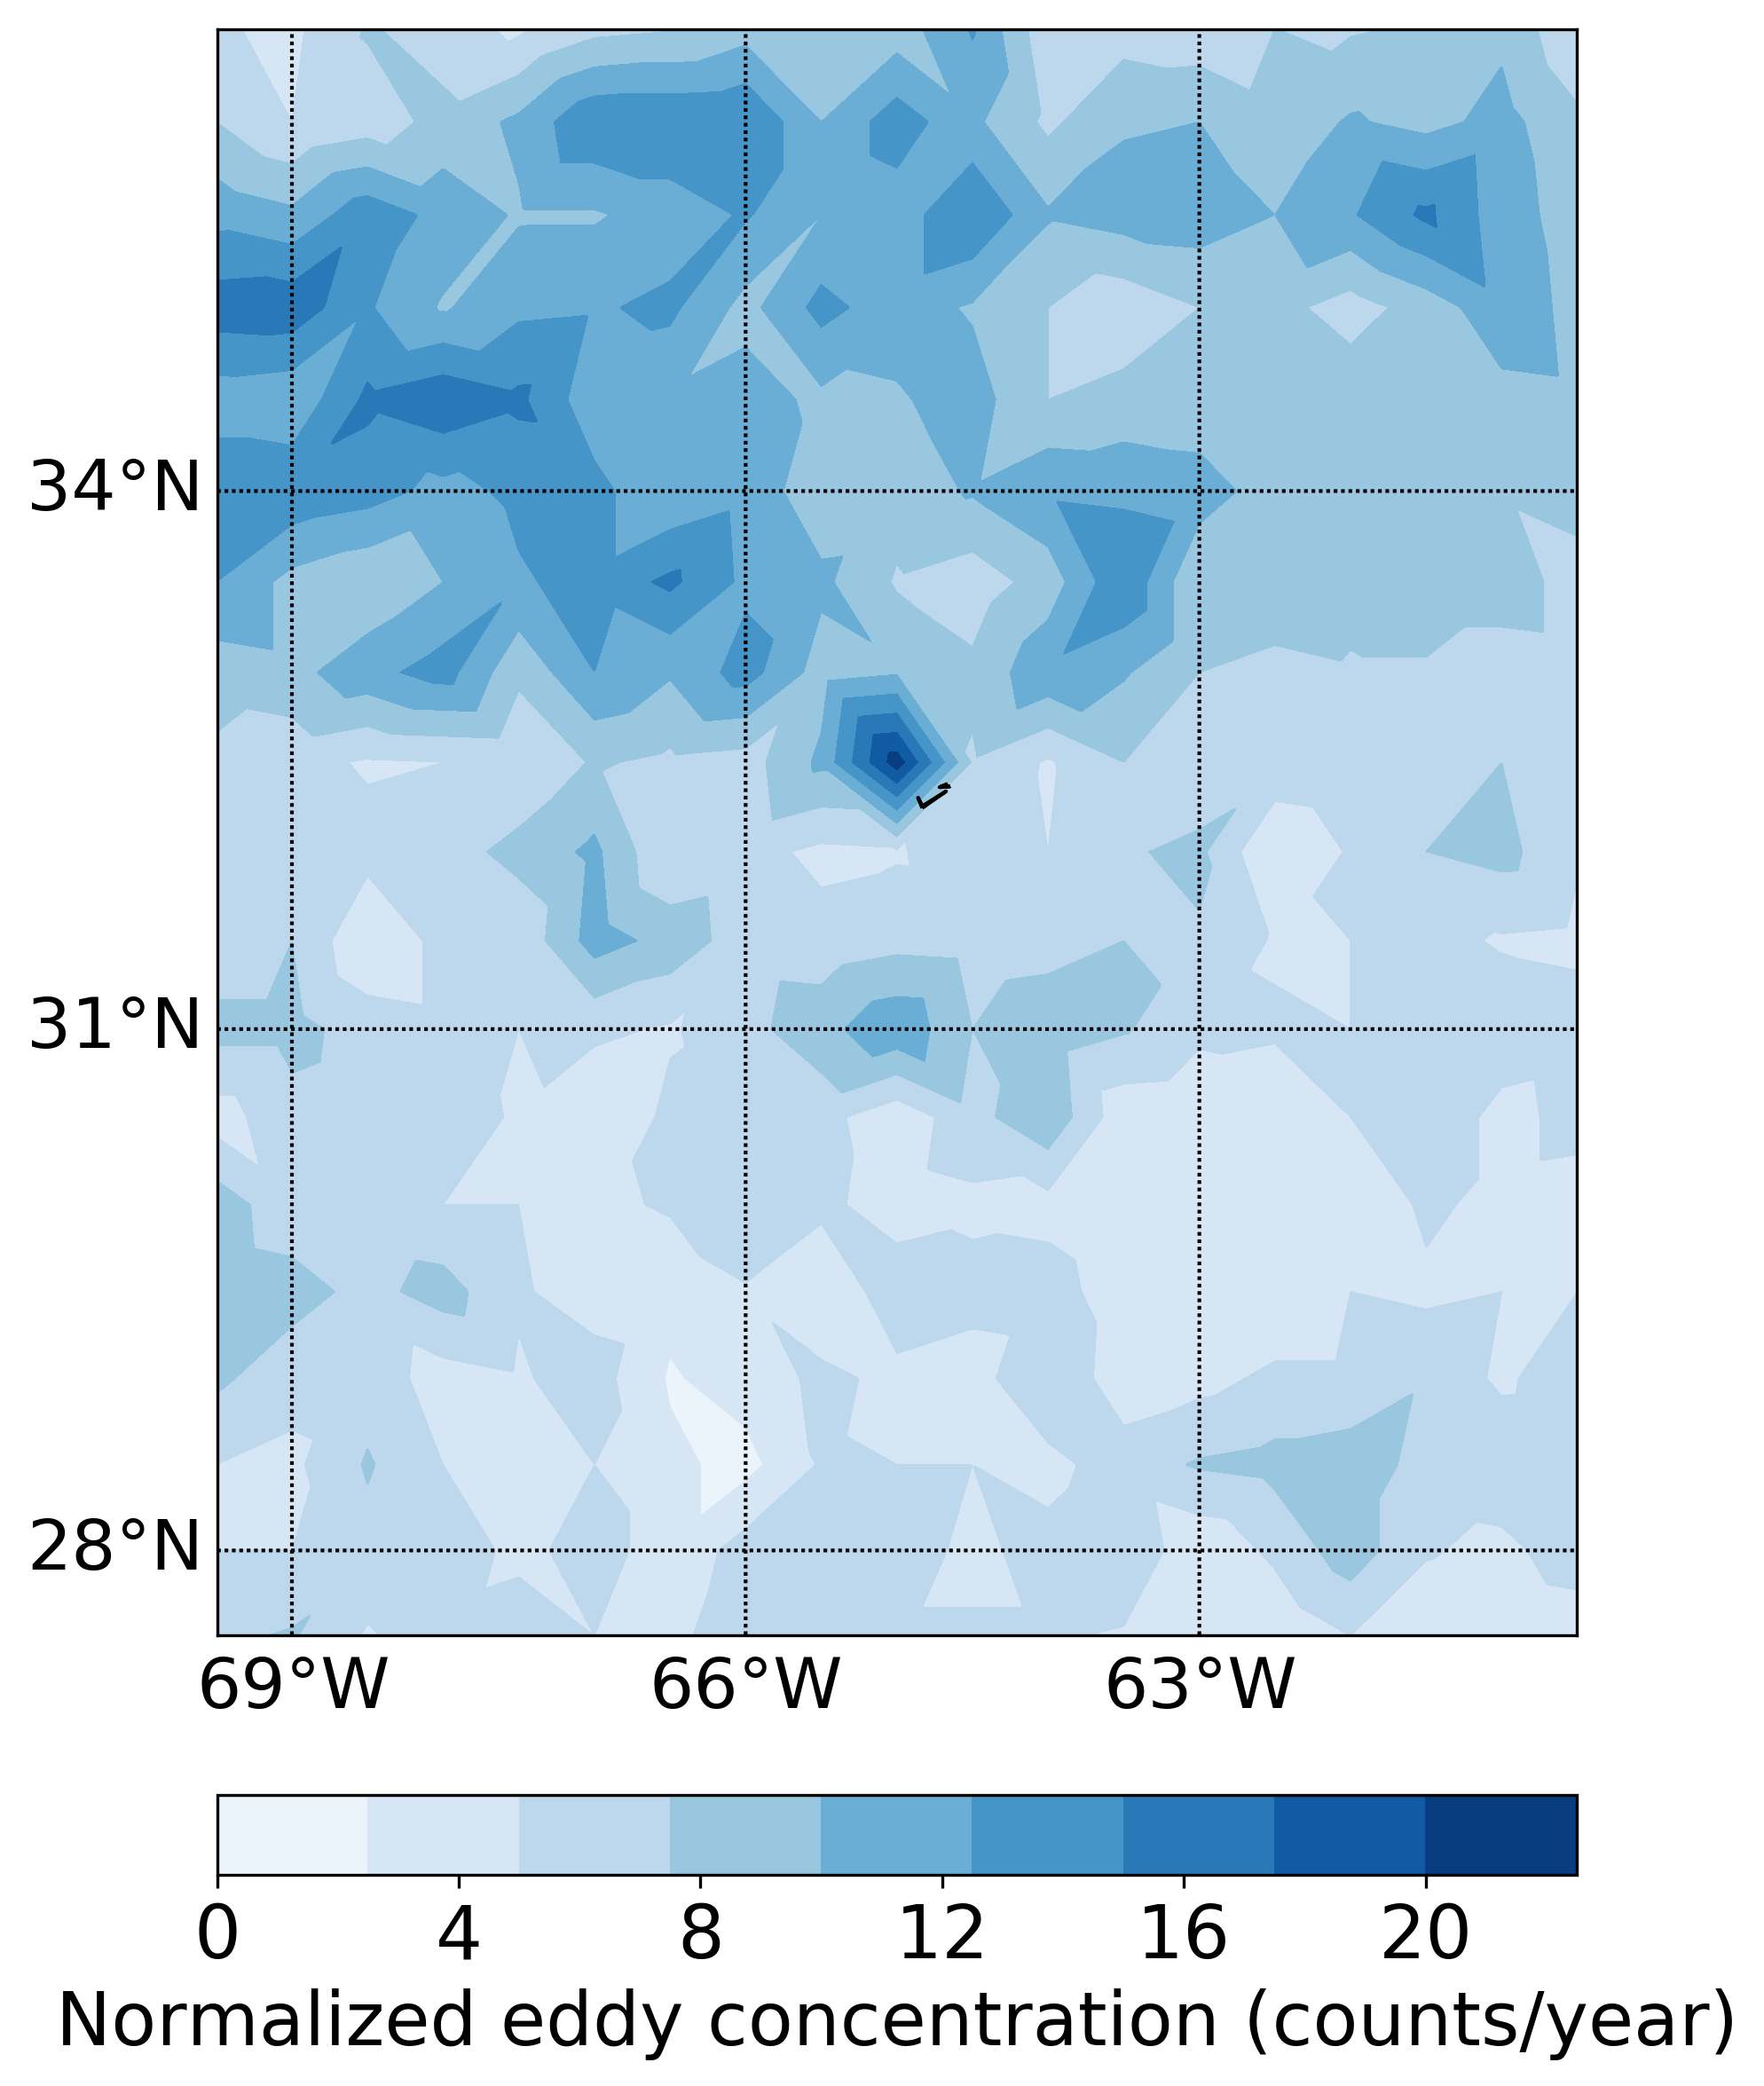 34°N
31°N
28°N
69°W 66°W 63°W
0 4 8 12 16 20
Normalized eddy concentration (counts/year)